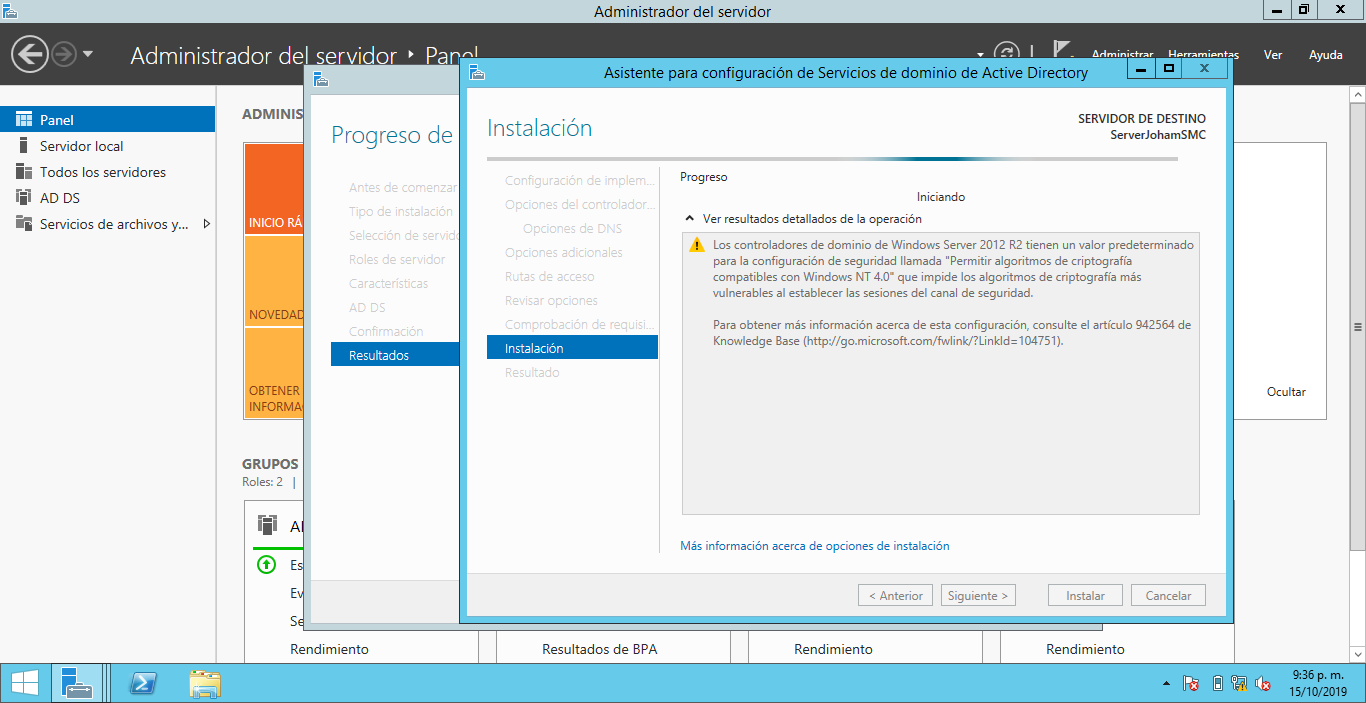 Administrador del servidor
Administrador del servidor
Panel
Administrar
Herramientas
Ver
Ayuda
Panel
Servidor local
Todos los servidores
AD DS
Servicios de archivos y...
ADMINIS
INICIO RÁ
NOVEDAD
OBTENER
INFORMA
Ocultar
GRUPOS
Roles: 2 |
Al
Es
Ev
Se
Rendimiento
Resultados de BPA
Rendimiento
Rendimiento
Progreso de
Antes de comenzar
Tipo de instalación
Selección de servido
Roles de servidor
Características
AD DS
Confirmación
Resultados
Asistente para configuración de Servicios de dominio de Active Directory
Instalación
SERVIDOR DE DESTINO
ServerJohamSMC
Configuración de implem...
Opciones del controlador...
Opciones de DNS
Opciones adicionales
Rutas de acceso
Revisar opciones
Comprobación de requisi...
Instalación
Resultado
Progreso
Iniciando
Ver resultados detallados de la operación
Los controladores de dominio de Windows Server 2012 R2 tienen un valor predeterminado
para la configuración de seguridad llamada "Permitir algoritmos de criptografía
compatibles con Windows NT 4.0" que impide los algoritmos de criptografía más
vulnerables al establecer las sesiones del canal de seguridad.
Para obtener más información acerca de esta configuración, consulte el artículo 942564 de
Knowledge Base (http://go.microsoft.com/fwlink/?LinkId=104751).
Más información acerca de opciones de instalación
< Anterior
Siguiente >
Instalar
Cancelar
9:36 p. m.
15/10/2019